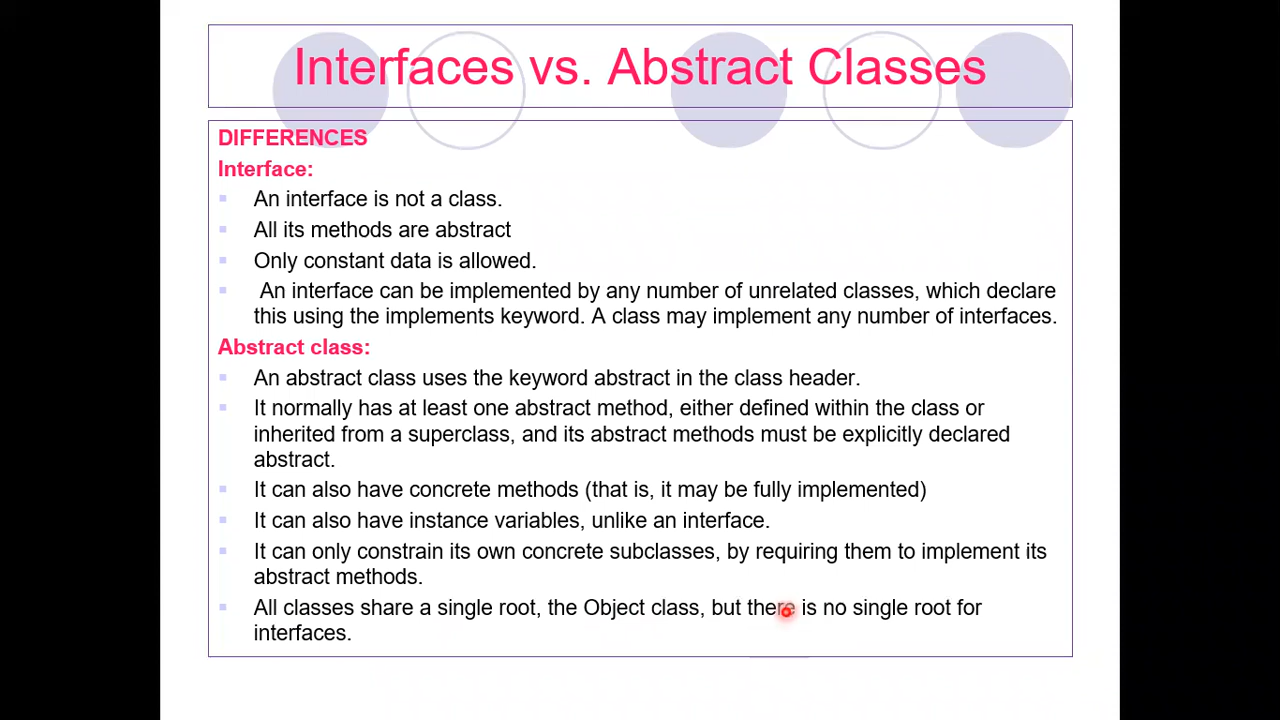 Interfaces vs. Abstract Classes
DIFFERENCES
Interface:
An interface is not a class.
All its methods are abstract
Only constant data is allowed.
An interface can be implemented by any number of unrelated classes, which declare
this using the implements keyword. A class may implement any number of interfaces.
Abstract class:
An abstract class uses the keyword abstract in the class header.
It normally has at least one abstract method, either defined within the class or
inherited from a superclass, and its abstract methods must be explicitly declared
abstract.
It can also have concrete methods (that is, it may be fully implemented)
It can also have instance variables, unlike an interface.
It can only constrain its own concrete subclasses, by requiring them to implement its
abstract methods.
All classes share a single root, the Object class, but there is no single root for
interfaces.